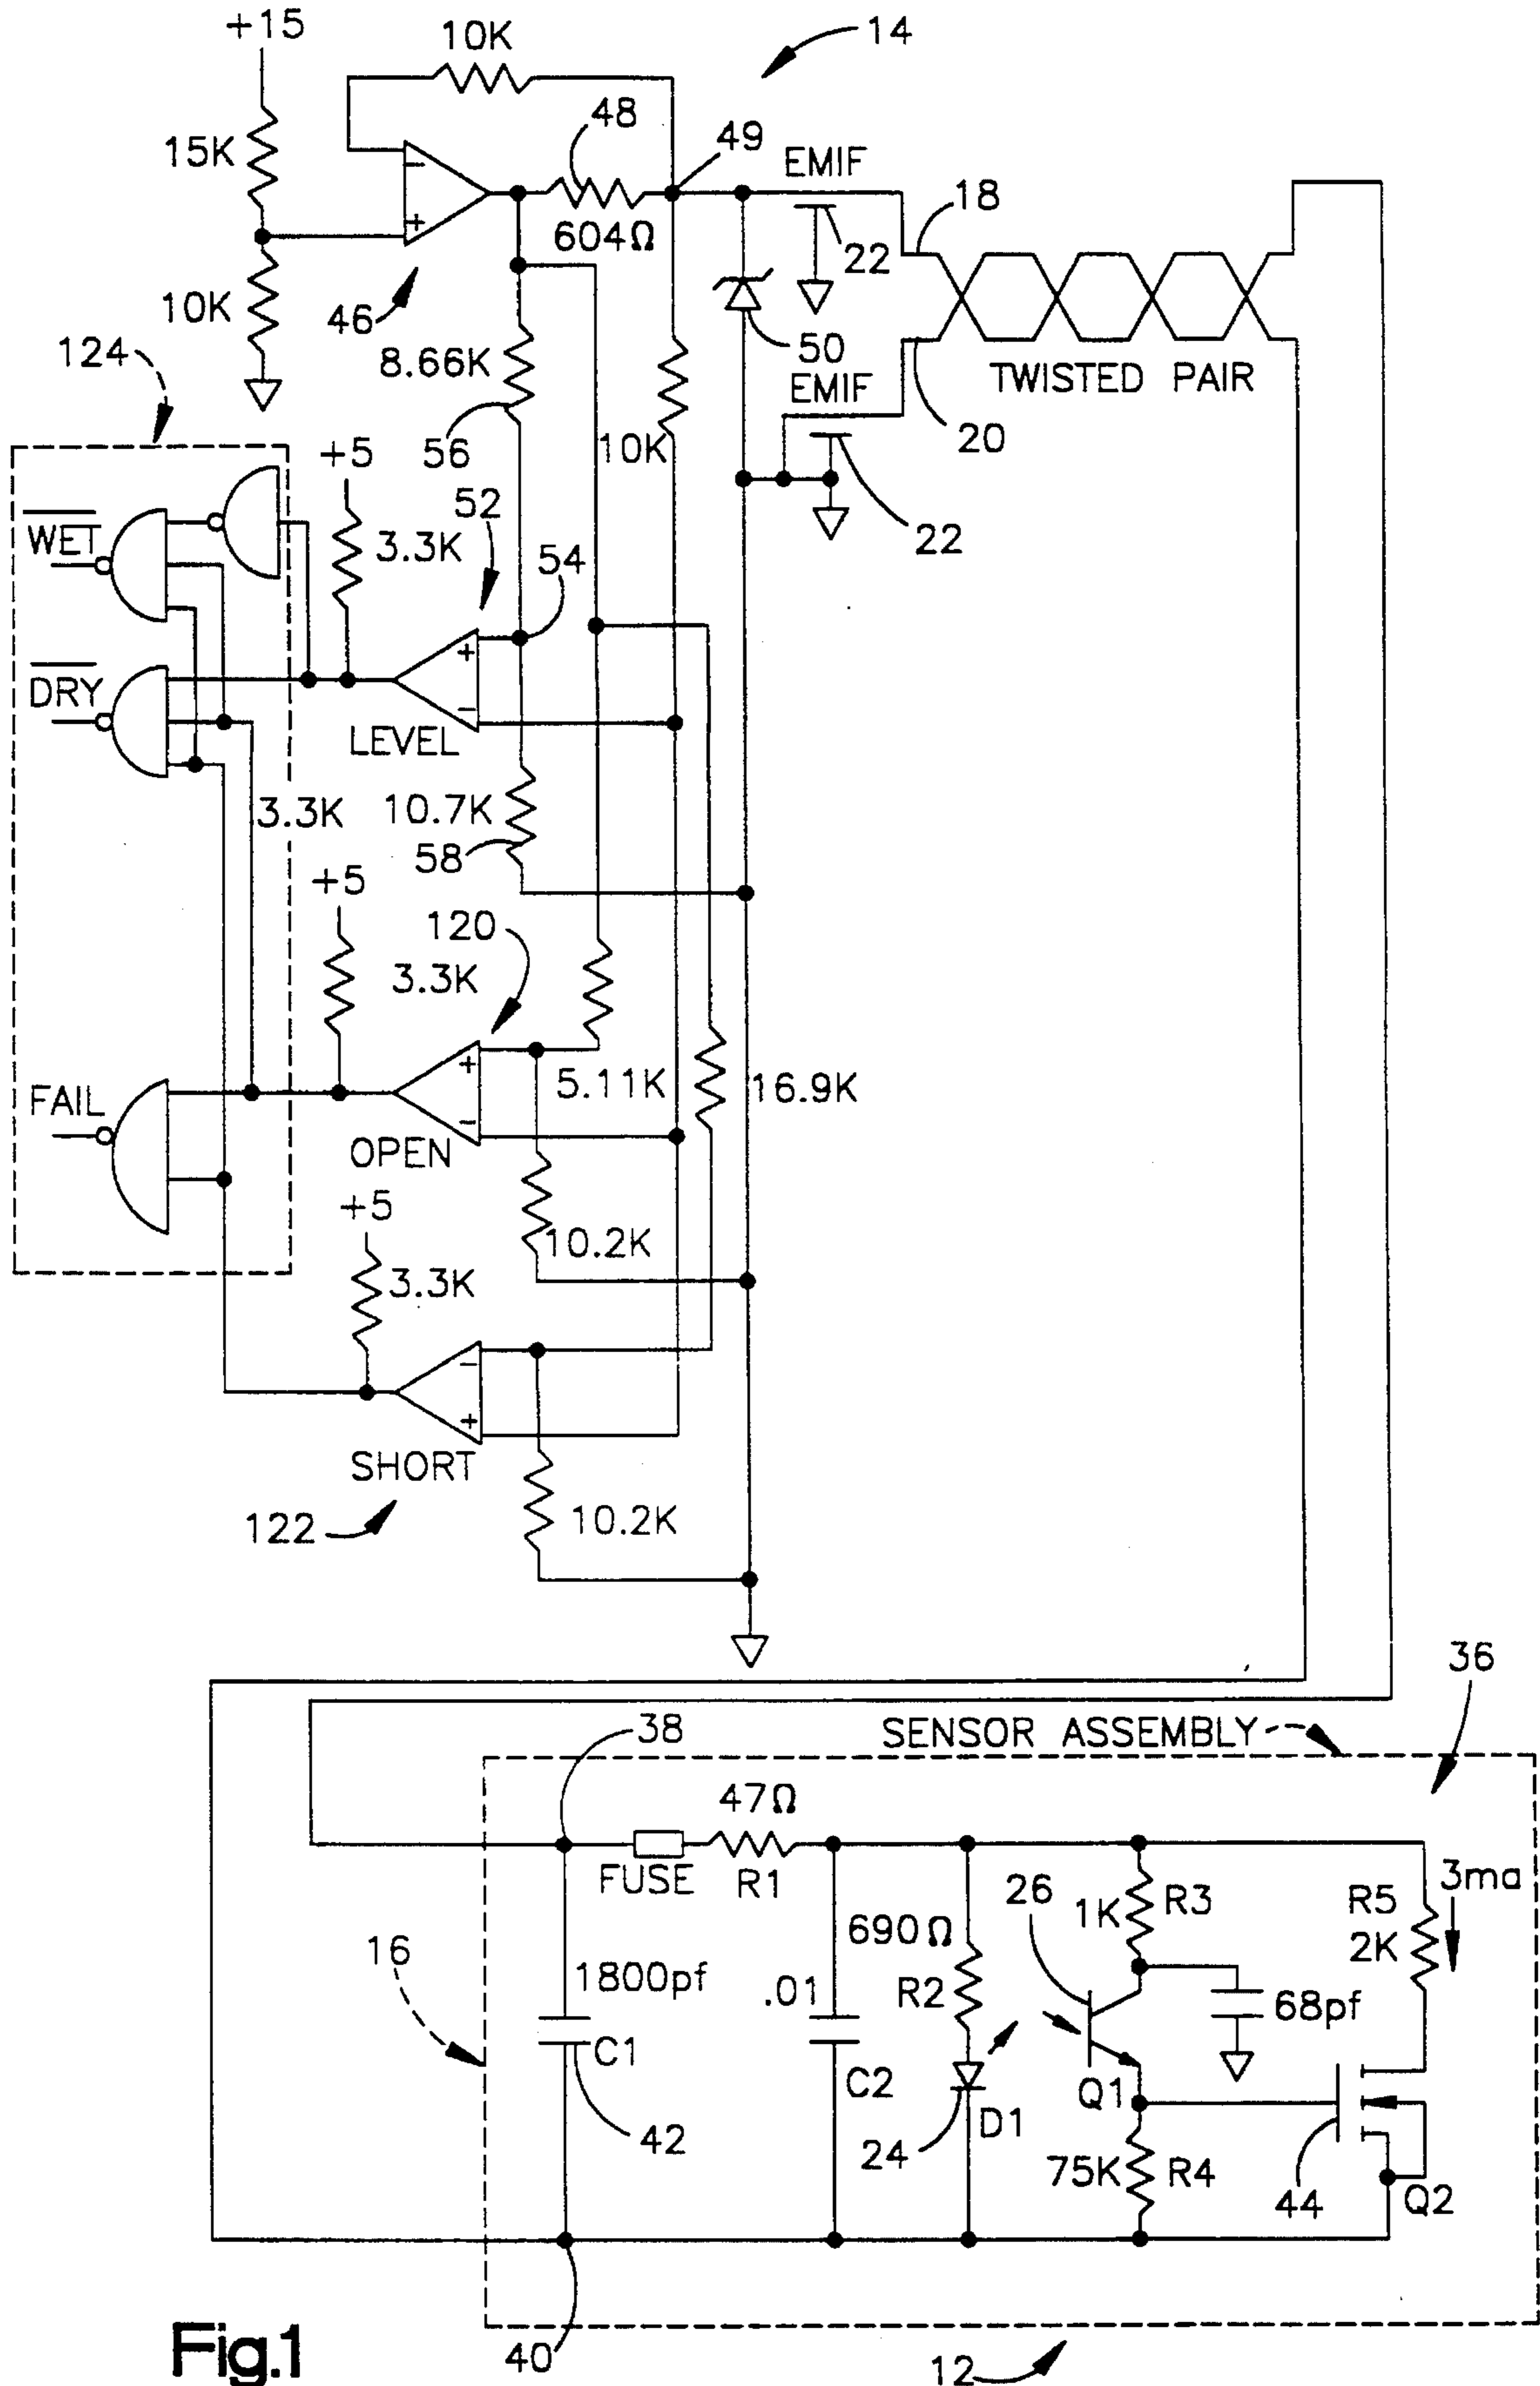 +15
10K
14
15K
48
49
EMIF
18
604Ω
22
10K
46
50
124
8.66K
EMIF
TWISTED PAIR
56
10K
20
+5
52
22
WET
3.3K
54
DRY
LEVEL
3.3K
10.7K
58
+5
120
3.3K
5.11K
16.9K
FAIL
OPEN
+5
10.2K
3.3K
SHORT
10.2K
122
36
38
SENSOR ASSEMBLY
47Ω
FUSE
R1
3ma
26
1K
R3
R5
2K
690Ω
16
1800pf
.01
R2
68pf
C1
C2
Q1
D1
42
24
75K
R4
44
Q2
Fig.1
40
12